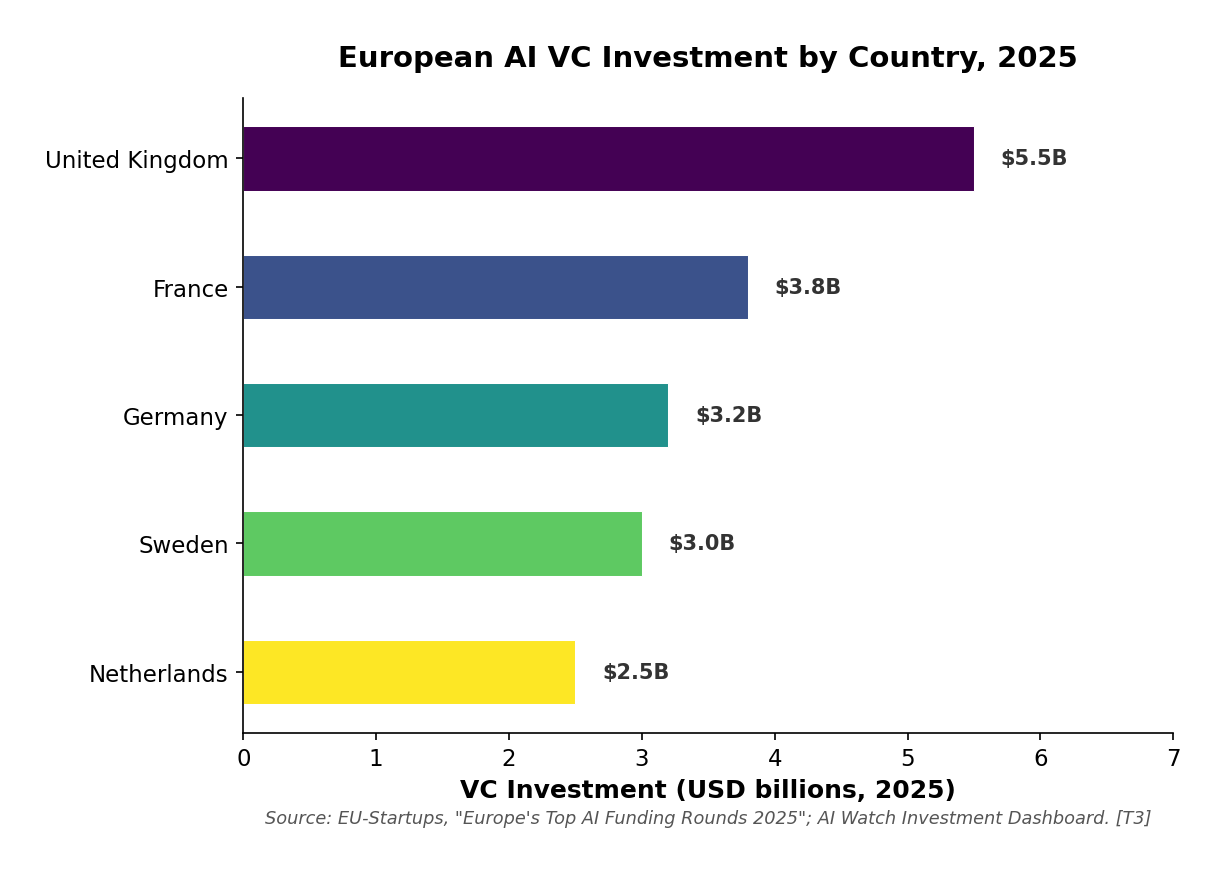 European AI VC Investment by Country, 2025
United Kingdom
$5.5B
France
$3.8B
Germany
$3.2B
Sweden
$3.0B
Netherlands
$2.5B
0 1 2 3 4 5 6 7
VC Investment (USD billions, 2025)
Source: EU-Startups, "Europe's Top AI Funding Rounds 2025"; AI Watch Investment Dashboard. [T3]